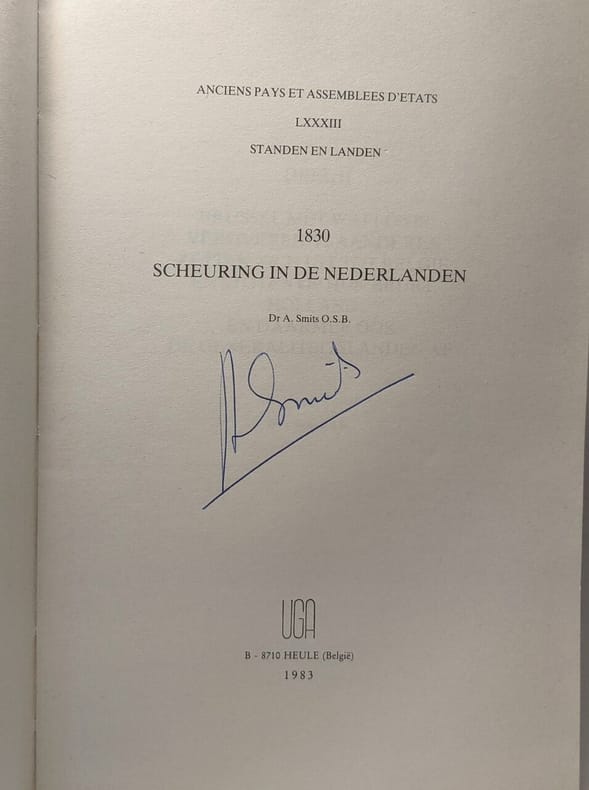 ANCIENS PAYS ET ASSEMBLEES D'ETATS
LXXXIII
STANDEN EN LANDEN
1830
SCHEURING IN DE NEDERLANDEN
Dr A. Smits O.S.B.
A Smits
UGA
B - 8710 HEULE (België)
1983